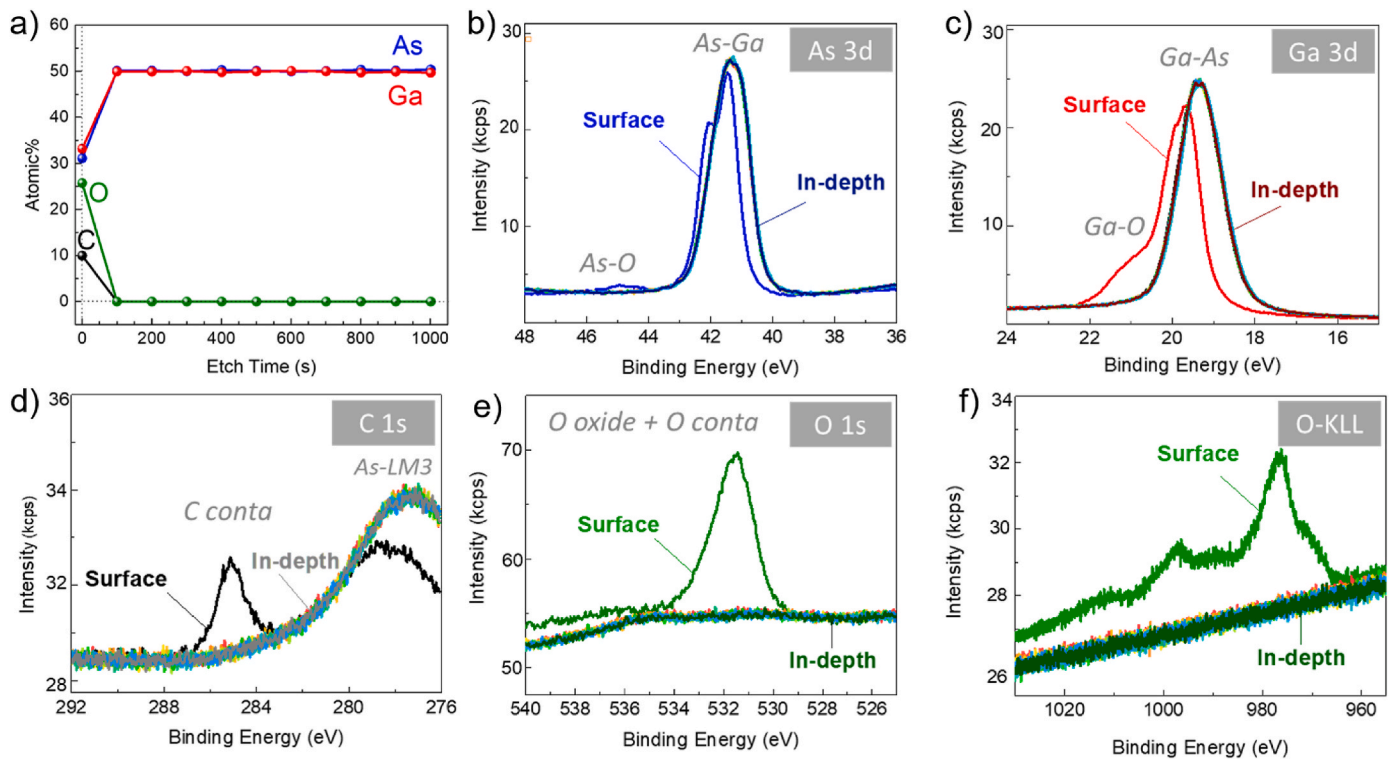 a)
60
50
40
30
20
10
0
Atomic%
As
Ga
O
C
0 200 400 600 800 1000
Etch Time (s)
b)
As-Ga
As 3d
30
20
10
Intensity (kcps)
Surface
In-depth
As-O
48 46 44 42 40 38 36
Binding Energy (eV)
c)
Ga-As
Ga 3d
30
20
10
0
Intensity (kcps)
Surface
In-depth
Ga-O
24 22 20 18 16
Binding Energy (eV)
d)
C 1s
36
34
32
28
Intensity (kcps)
As-LM3
C conta
In-depth
Surface
292 288 284 280 276
Binding Energy (eV)
e)
O oxide + O conta
O 1s
70
60
50
Intensity (kcps)
Surface
In-depth
540 538 536 534 532 530 528 526
Binding Energy (eV)
f)
O-KLL
34
32
30
28
26
Intensity (kcps)
Surface
In-depth
1020 1000 980 960
Binding Energy (eV)